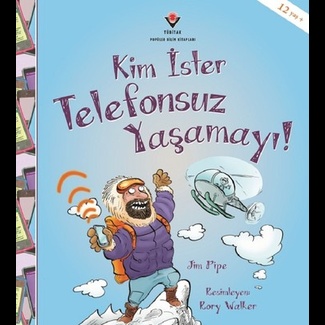 12 yaş +
TÜBİTAK
POPÜLER BİLİM KİTAPLARI
Kim İster
Telefonsuz
Yaşamayı!
Jim Pipe
Resimleyen:
Rory Walker